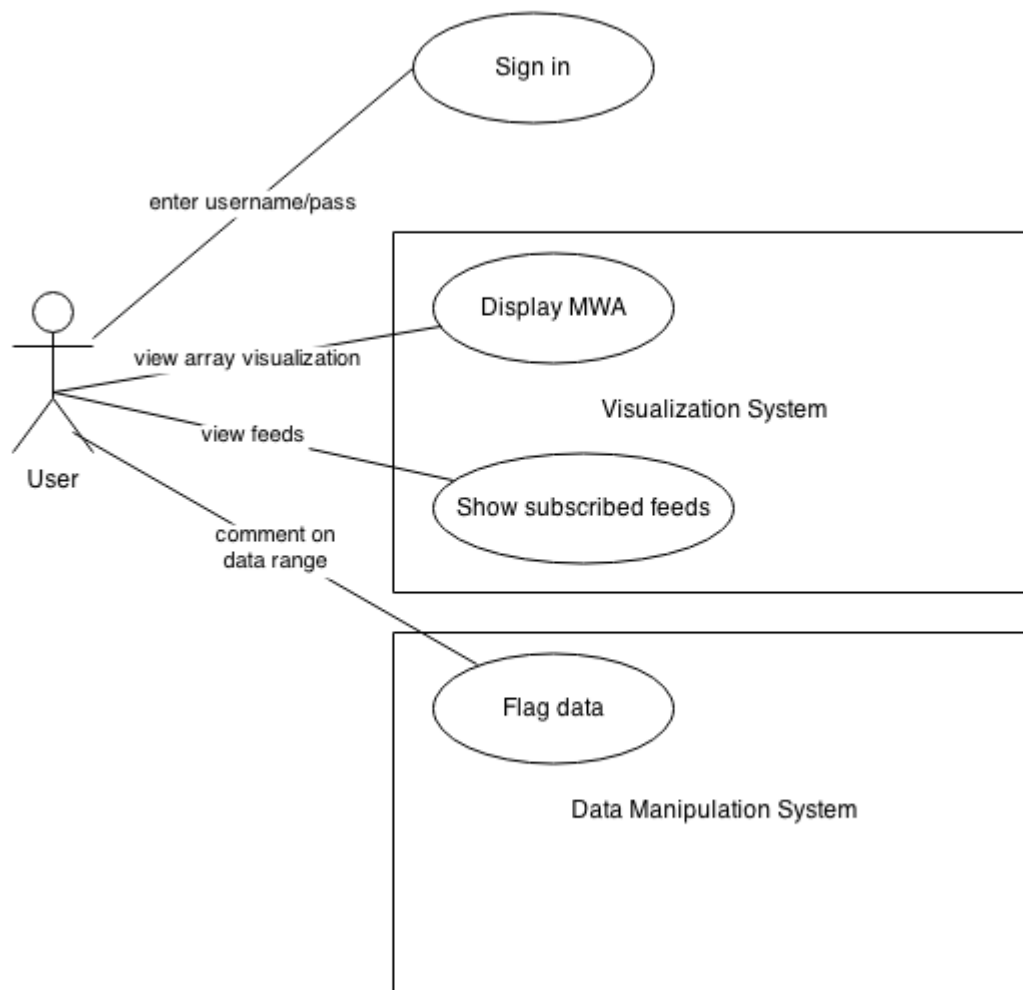 Sign in
enter username/pass
Display MWA
view array visualization
Visualization System
view feeds
User
Show subscribed feeds
comment on
data range
Flag data
Data Manipulation System